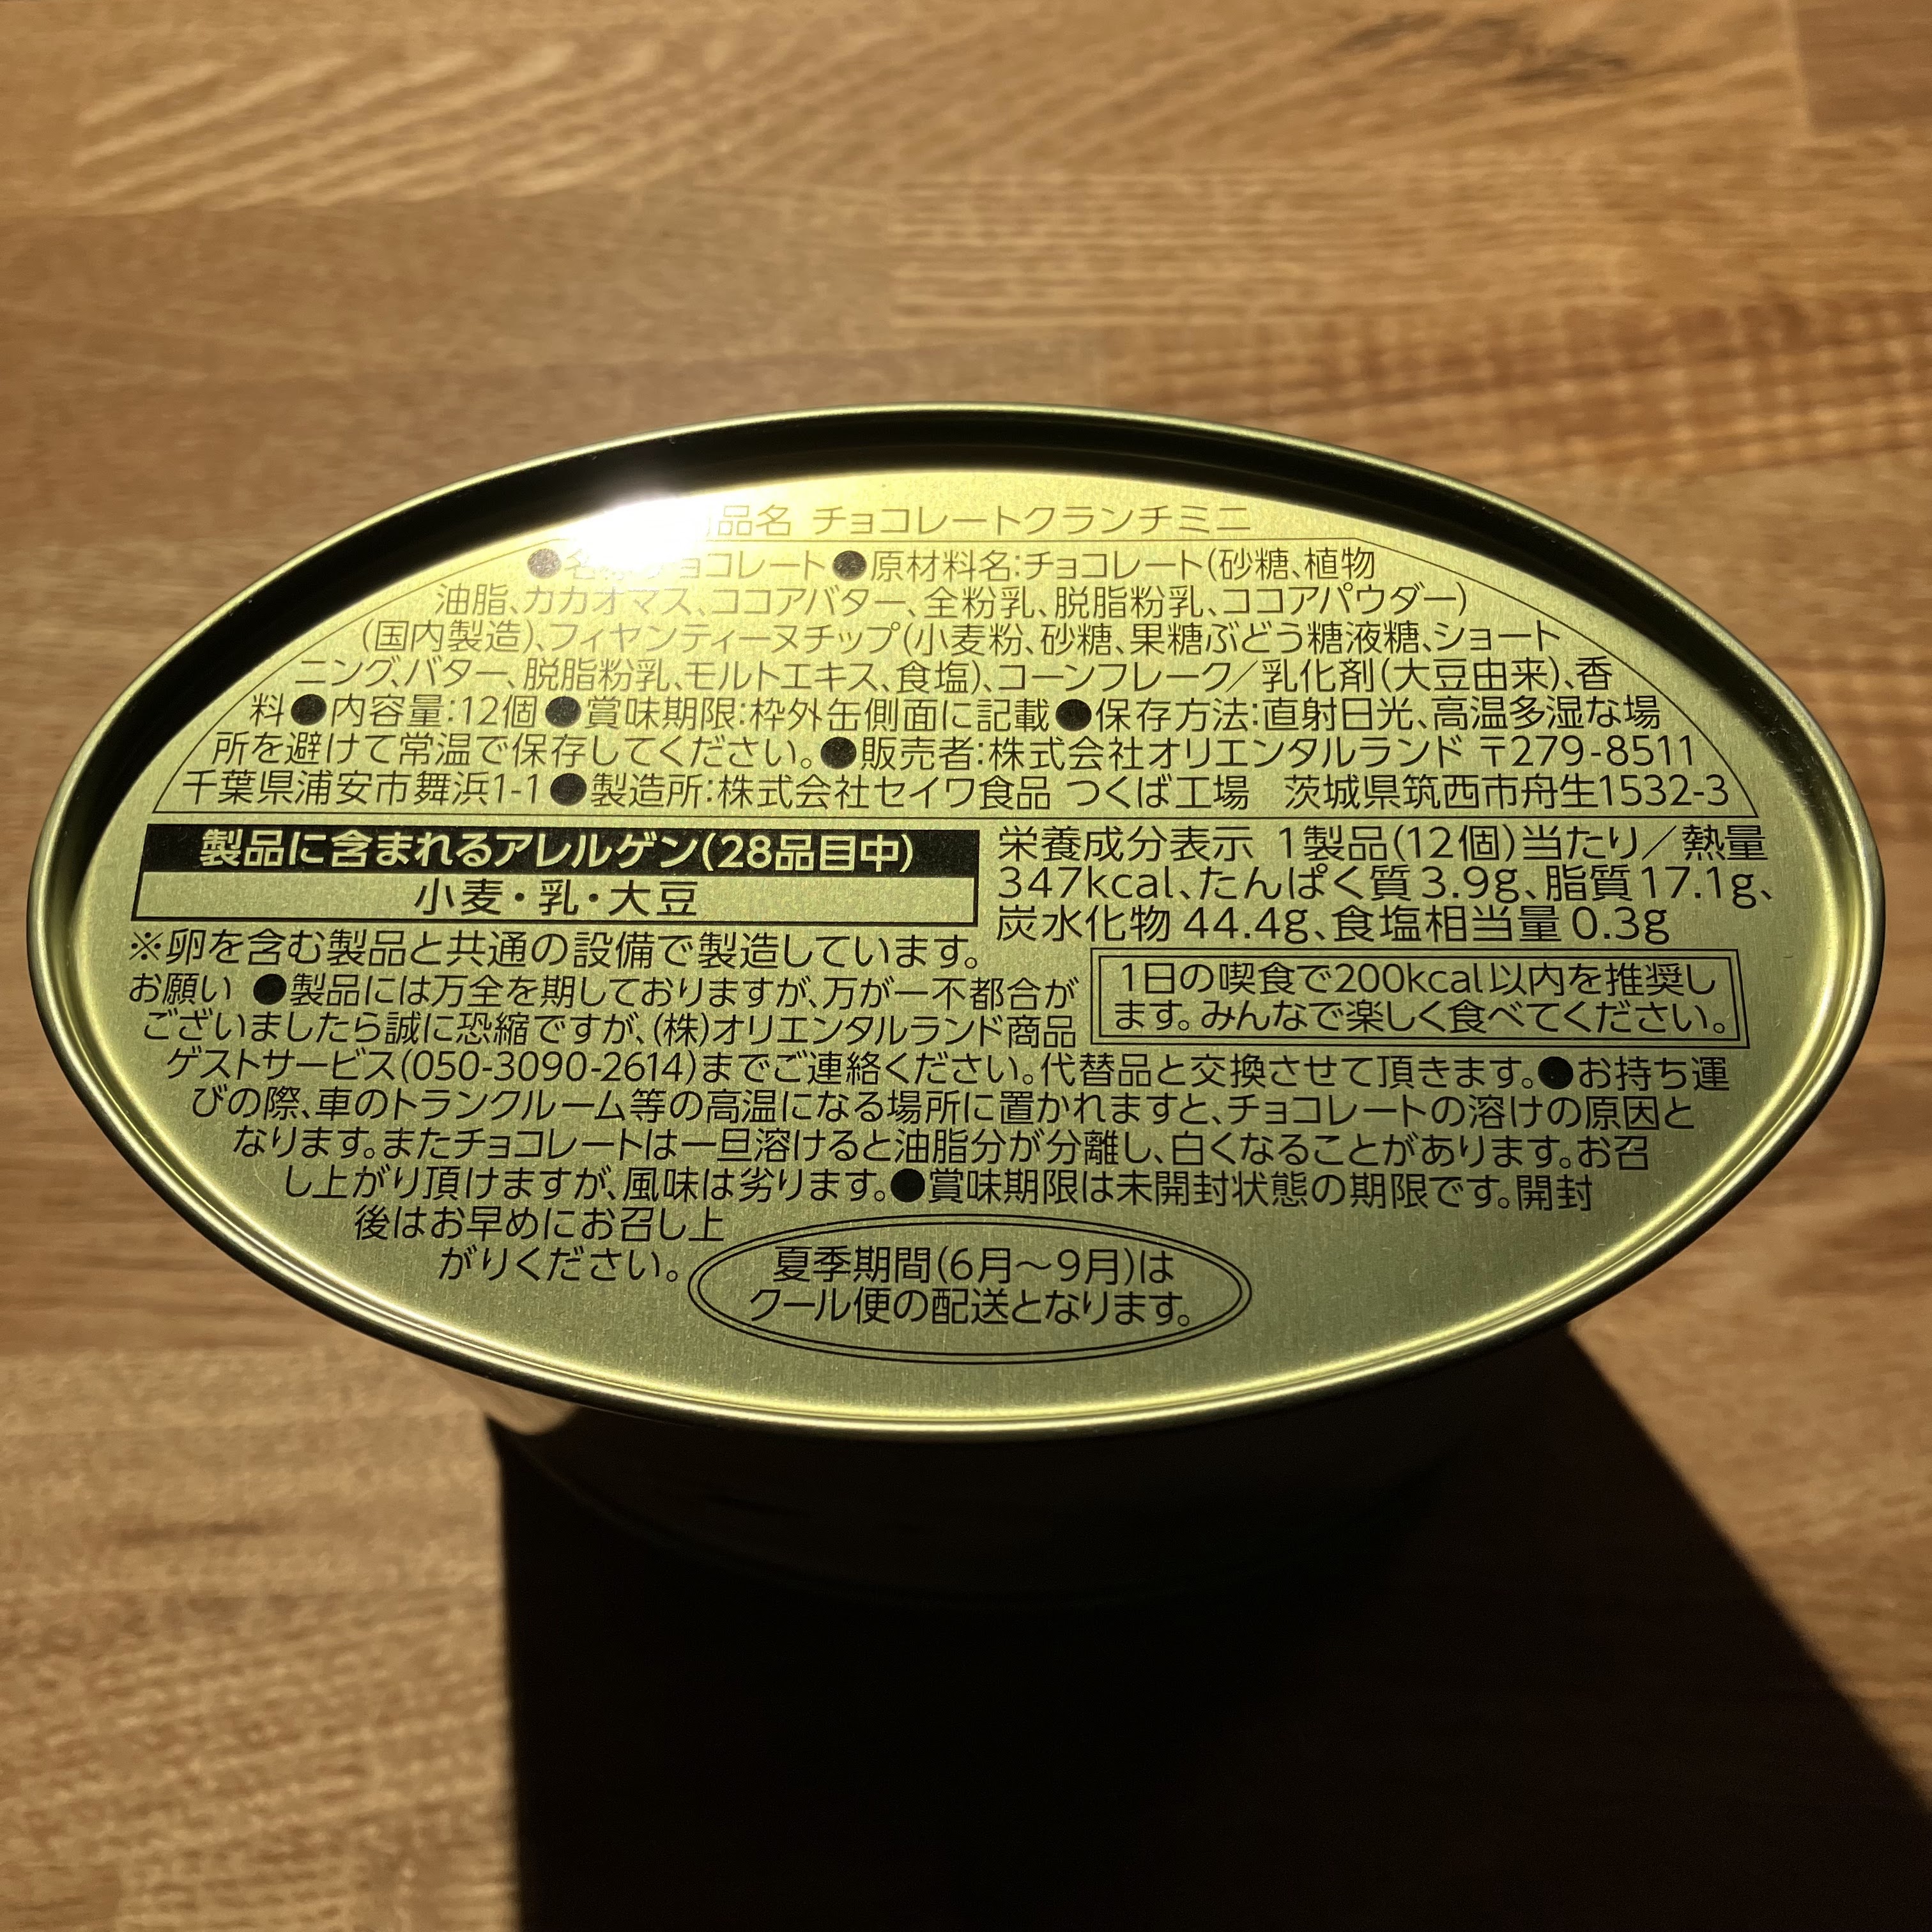 品名 チョコレートクランチミニ
●名称:チョコレート●原材料名:チョコレート(砂糖、植物
油脂、カカオマス、ココアバター、全粉乳、脱脂粉乳、ココアパウダー)
(国内製造)、フィヤンティーヌチップ(小麦粉、砂糖、果糖ぶどう糖液糖、ショート
ニング、バター、脱脂粉乳、モルトエキス、食塩)、コーンフレーク／乳化剤(大豆由来)、香
料●内容量:12個●賞味期限:枠外缶側面に記載●保存方法:直射日光、高温多湿な場
所を避けて常温で保存してください。●販売者:株式会社オリエンタルランド 〒279-8511
千葉県浦安市舞浜1-1●製造所:株式会社セイワ食品 つくば工場 茨城県筑西市舟生1532-3
製品に含まれるアレルゲン(28品目中)
小麦・乳・大豆
※卵を含む製品と共通の設備で製造しています。
栄養成分表示 1製品(12個)当たり／熱量
347kcal、たんぱく質3.9g、脂質17.1g、
炭水化物44.4g、食塩相当量0.3g
1日の喫食で200kcal以内を推奨し
ます。みんなで楽しく食べてください。
お願い ●製品には万全を期しておりますが、万が一不都合が
ございましたら誠に恐縮ですが、(株)オリエンタルランド商品
ゲストサービス(050-3090-2614)までご連絡ください。代替品と交換させて頂きます。●お持ち運
びの際、車のトランクルーム等の高温になる場所に置かれますと、チョコレートの溶けの原因と
なります。またチョコレートは一旦溶けると油脂分が分離し、白くなることがあります。お召
し上がり頂けますが、風味は劣ります。●賞味期限は未開封状態の期限です。開封
後はお早めにお召し上
がりください。
夏季期間(6月～9月)は
クール便の配送となります。